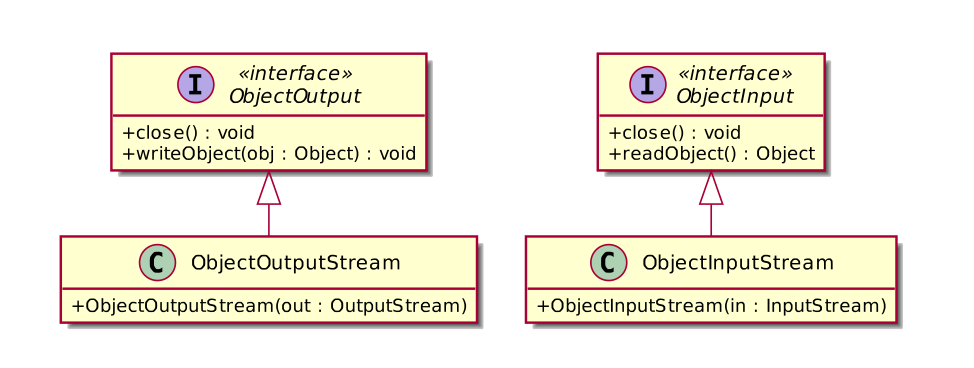 I
«interface»
ObjectOutput
+close() : void
+writeObject(obj : Object) : void
I
«interface»
ObjectInput
+close() : void
+readObject() : Object
C
ObjectOutputStream
+ObjectOutputStream(out : OutputStream)
C
ObjectInputStream
+ObjectInputStream(in : InputStream)